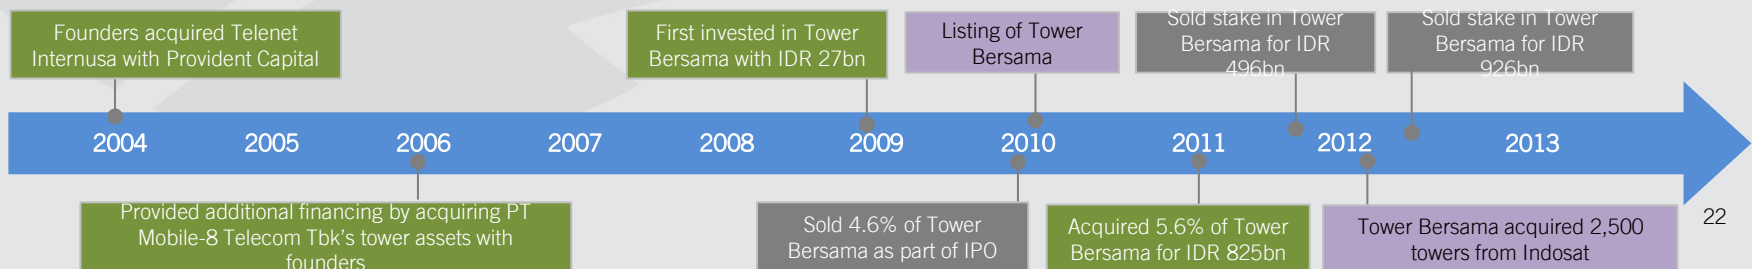 Founders acquired Telenet
Internusa with Provident Capital
First invested in Tower
Bersama with IDR 27bn
Listing of Tower
Bersama
Sold stake in Tower
Bersama for IDR
496bn
Sold stake in Tower
Bersama for IDR
926bn
2004 2005 2006 2007 2008 2009 2010 2011 2012 2013
Provided additional financing by acquiring PT
Mobile-8 Telecom Tbk's tower assets with
founders
Sold 4.6% of Tower
Bersama as part of IPO
Acquired 5.6% of Tower
Bersama for IDR 825bn
Tower Bersama acquired 2,500
towers from Indosat
22